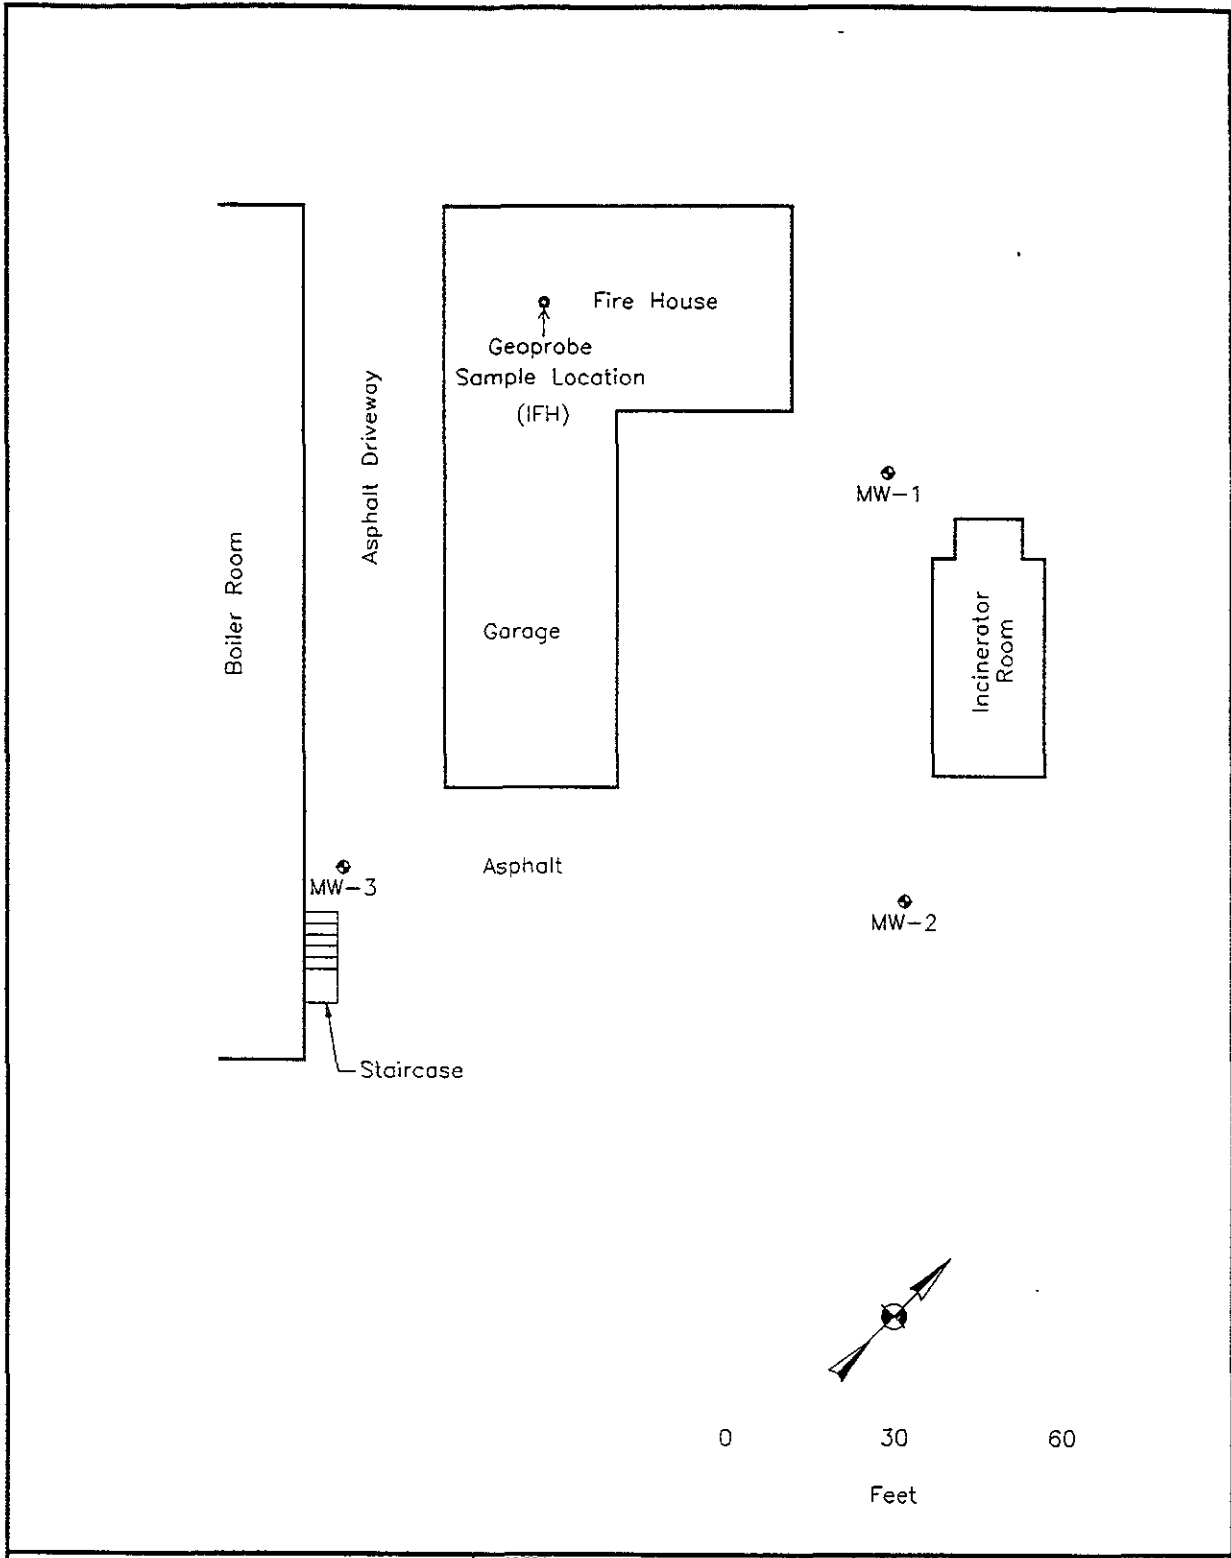 Fire House
Geoprobe
Sample Location
(IFH)
Asphalt Driveway
Boiler Room
MW-1
Incinerator
Room
Garage
Asphalt
MW-3
MW-2
Staircase
0 30 60
Feet